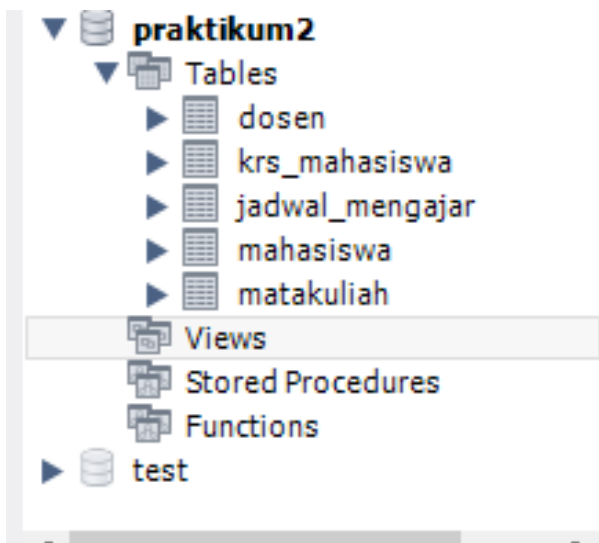 praktikum2
Tables
dosen
krs_mahasiswa
jadwal_mengajar
mahasiswa
matakuliah
Views
Stored Procedures
Functions
test